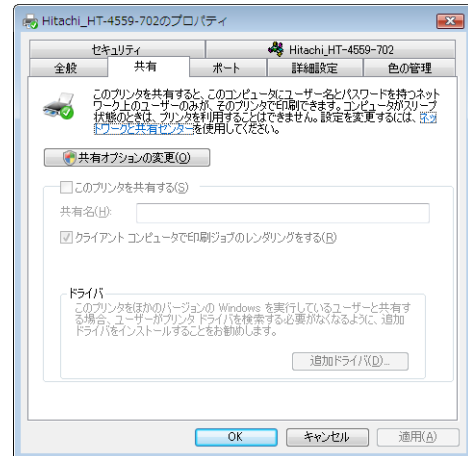 Hitachi_HT-4559-702のプロパティ
セキュリティ
Hitachi_HT-4559-702
全般
共有
ポート
詳細設定
色の管理
このプリンタを共有すると、このコンピュータにユーザー名とパスワードを持つネット
ワーク上のユーザーのみが、そのプリンタで印刷できます。コンピュータがスリープ
状態のときは、プリンタを利用することはできません。設定を変更するには、ネッ
トワークと共有センターを使用してください。
共有オプションの変更(O)
このプリンタを共有する(S)
共有名(H):
クライアント コンピュータで印刷ジョブのレンダリングをする(R)
ドライバ
このプリンタをほかのバージョンの Windows を実行しているユーザーと共有す
る場合、ユーザーがプリンタ ドライバを検索する必要がなくなるように、追加
ドライバをインストールすることをお勧めします。
追加ドライバ(D)...
OK
キャンセル
適用(A)